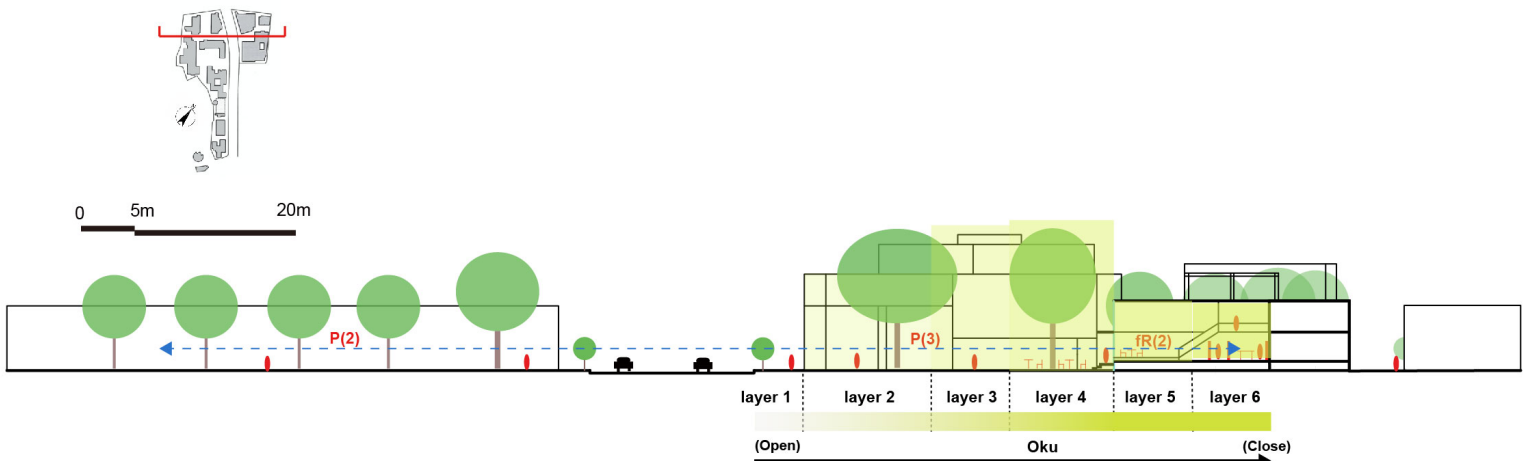 0 5m 20m
P(2) P(3) fR(2)
layer 1 layer 2 layer 3 layer 4 layer 5 layer 6
(Open) Oku (Close)